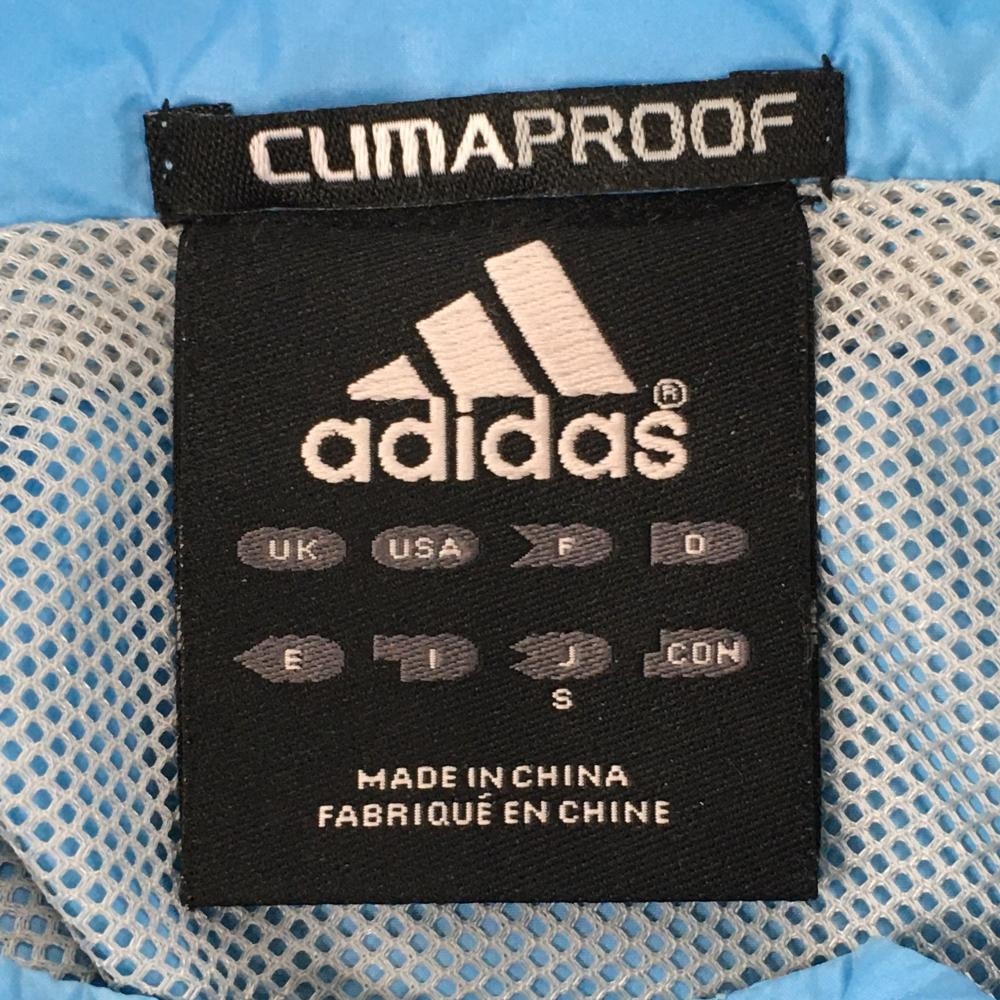 CLIMAPROOF
adidas®
UK USA F D
E I J CON
S
MADE IN CHINA
FABRIQUÉ EN CHINE